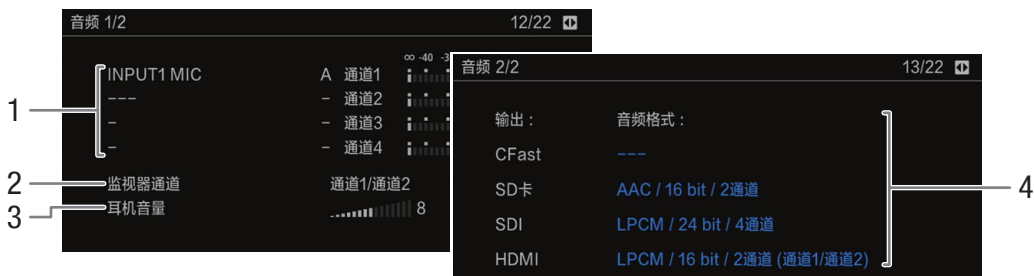 音频 1/2 12/22
∞ -40
INPUT1 MIC A 通道1
--- - 通道2
- - 通道3
- - 通道4
监视器通道 通道1/通道2
耳机音量 8
1
2
3
音频 2/2 13/22
输出： 音频格式：
CFast ---
SD卡 AAC / 16 bit / 2通道
SDI LPCM / 24 bit / 4通道
HDMI LPCM / 16 bit / 2通道 (通道1/通道2)
4